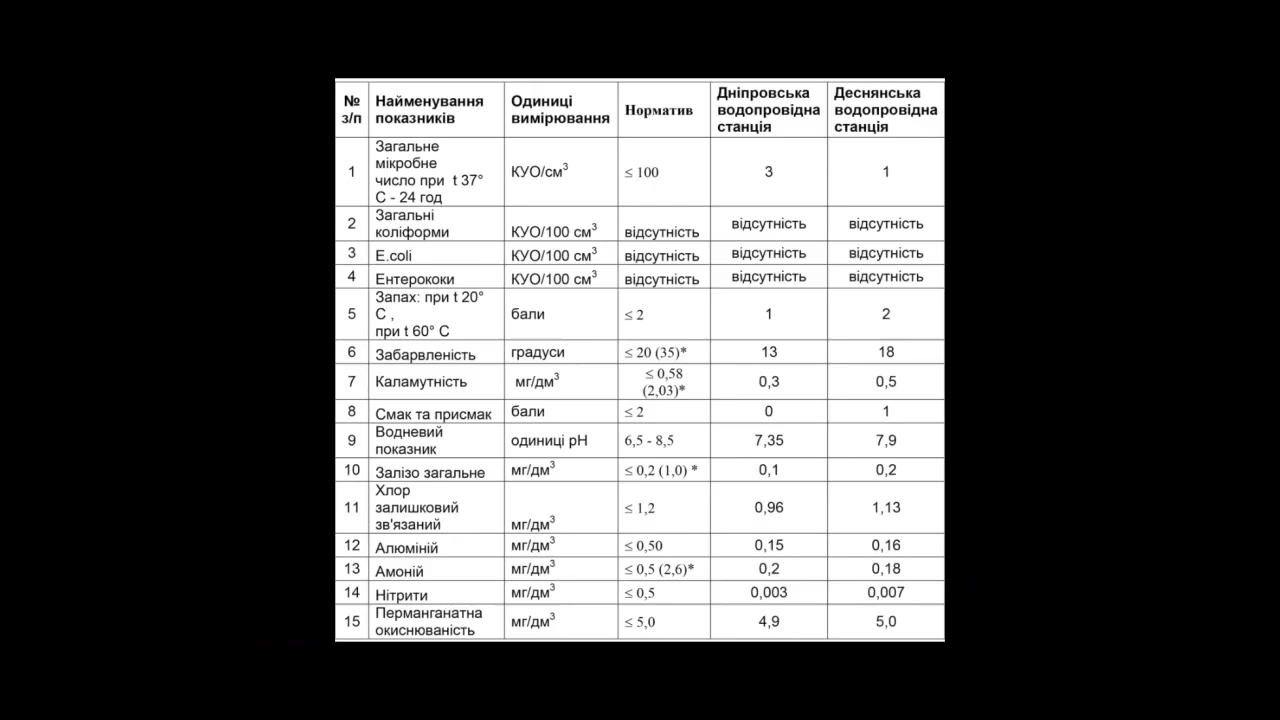 № з/п | Найменування показників | Одиниці вимірювання | Норматив | Дніпровська водопровідна станція | Деснянська водопровідна станція
1 | Загальне мікробне число при t 37° С - 24 год | КУО/см³ | ≤ 100 | 3 | 1
2 | Загальні коліформи | КУО/100 см³ | відсутність | відсутність | відсутність
3 | E.coli | КУО/100 см³ | відсутність | відсутність | відсутність
4 | Ентерококи | КУО/100 см³ | відсутність | відсутність | відсутність
5 | Запах: при t 20° С , при t 60° С | бали | ≤ 2 | 1 | 2
6 | Забарвленість | градуси | ≤ 20 (35)* | 13 | 18
7 | Каламутність | мг/дм³ | ≤ 0,58 (2,03)* | 0,3 | 0,5
8 | Смак та присмак | бали | ≤ 2 | 0 | 1
9 | Водневий показник | одиниці рН | 6,5 - 8,5 | 7,35 | 7,9
10 | Залізо загальне | мг/дм³ | ≤ 0,2 (1,0) * | 0,1 | 0,2
11 | Хлор залишковий зв'язаний | мг/дм³ | ≤ 1,2 | 0,96 | 1,13
12 | Алюміній | мг/дм³ | ≤ 0,50 | 0,15 | 0,16
13 | Амоній | мг/дм³ | ≤ 0,5 (2,6)* | 0,2 | 0,18
14 | Нітрити | мг/дм³ | ≤ 0,5 | 0,003 | 0,007
15 | Перманганатна окиснюваність | мг/дм³ | ≤ 5,0 | 4,9 | 5,0